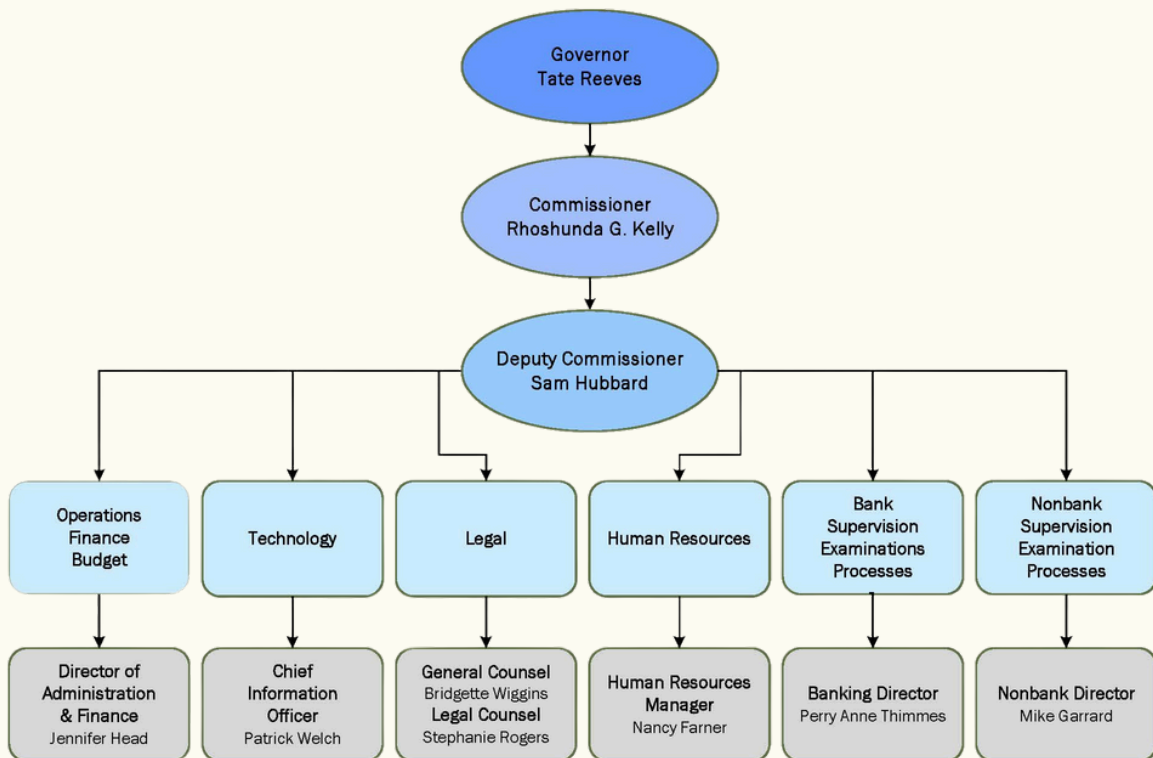 Governor
Tate Reeves
Commissioner
Rhoshunda G. Kelly
Deputy Commissioner
Sam Hubbard
Operations
Finance
Budget
Technology
Legal
Human Resources
Bank
Supervision
Examinations
Processes
Nonbank
Supervision
Examination
Processes
Director of
Administration
& Finance
Jennifer Head
Chief
Information
Officer
Patrick Welch
General Counsel
Bridgette Wiggins
Legal Counsel
Stephanie Rogers
Human Resources
Manager
Nancy Farner
Banking Director
Perry Anne Thimmes
Nonbank Director
Mike Garrard